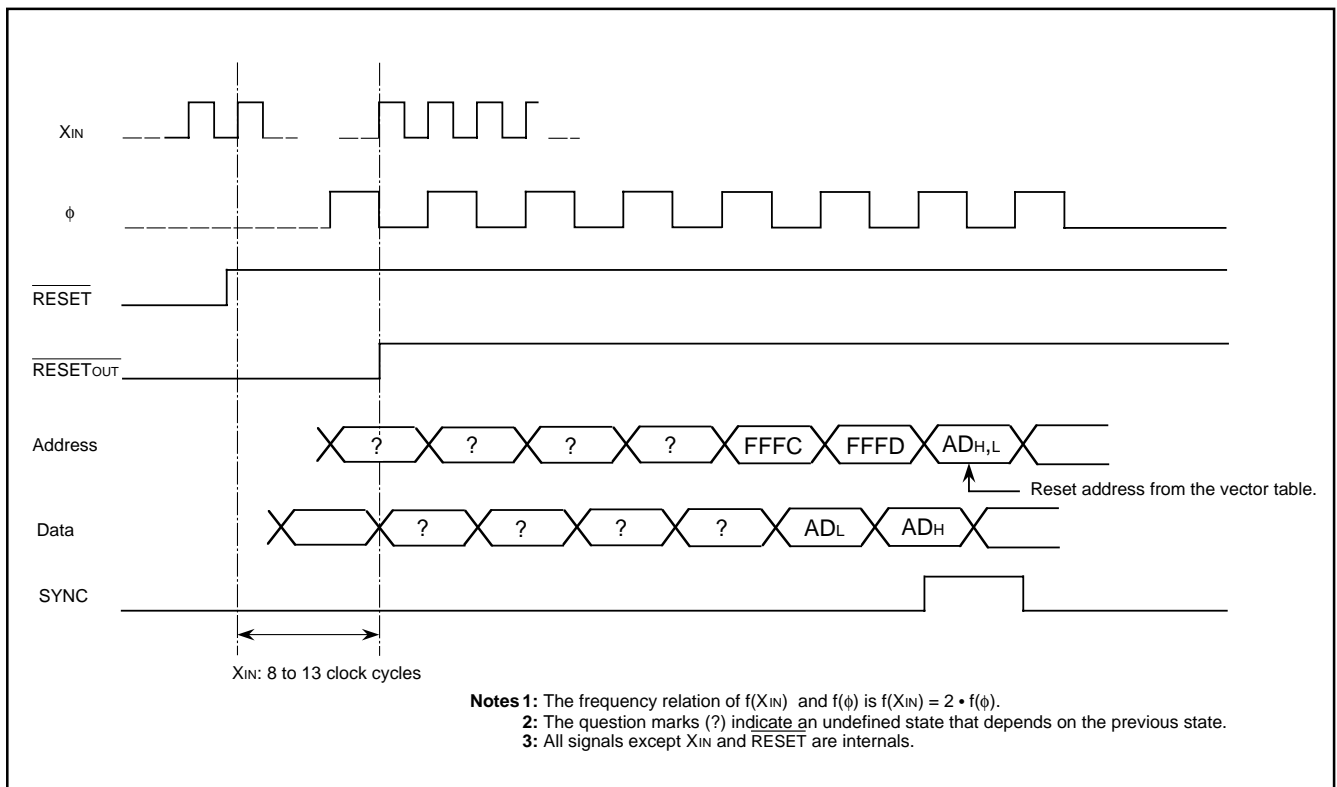 XIN
ϕ
RESET
RESETOUT
Address
? ? ? ? FFFC FFFD ADH,L
Reset address from the vector table.
Data
? ? ? ? ADL ADH
SYNC
XIN: 8 to 13 clock cycles
Notes 1: The frequency relation of f(XIN) and f(ϕ) is f(XIN) = 2 • f(ϕ).
2: The question marks (?) indicate an undefined state that depends on the previous state.
3: All signals except XIN and RESET are internals.